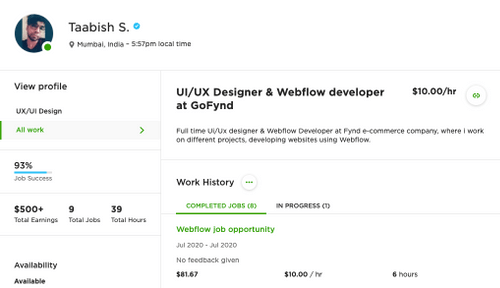 Taabish S.
Mumbai, India - 5:57pm local time
View profile
UX/UI Design
All work
93%
Job Success
$500+ 9 39
Total Earnings Total Jobs Total Hours
Availability
Available
UI/UX Designer & Webflow developer $10.00/hr
at GoFynd
Full time UI/Ux designer & Webflow Developer at Fynd e-commerce company, where i work
on different projects, developing websites using Webflow.
Work History
COMPLETED JOBS (8) IN PROGRESS (1)
Webflow job opportunity
Jul 2020 - Jul 2020
No feedback given
$81.67 $10.00 / hr 6 hours